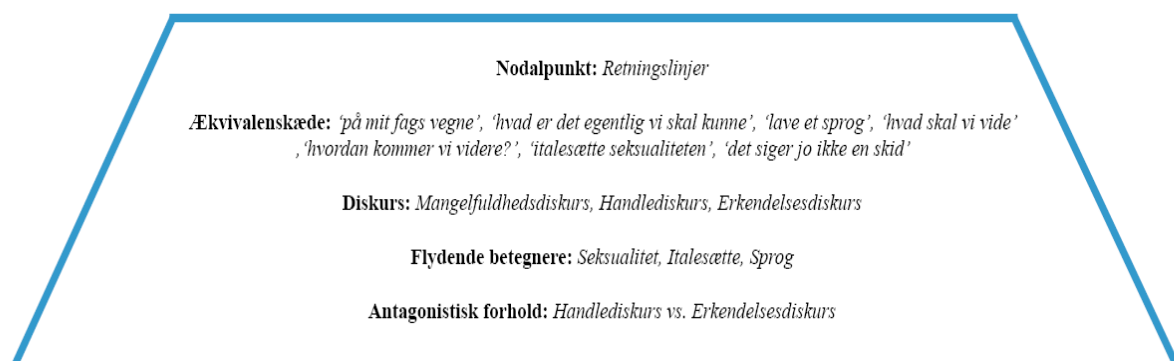 Nodalpunkt: Retningslinjer
Ækvivalenskæde: ‘på mit fags vegne’, ‘hvad er det egentlig vi skal kunne’, ‘lave et sprog’, ‘hvad skal vi vide’
,‘hvordan kommer vi videre?’, ‘italesætte seksualiteten’, ‘det siger jo ikke en skid’
Diskurs: Mangelfuldhedsdiskurs, Handlediskurs, Erkendelsesdiskurs
Flydende betegnere: Seksualitet, Italesætte, Sprog
Antagonistisk forhold: Handlediskurs vs. Erkendelsesdiskurs